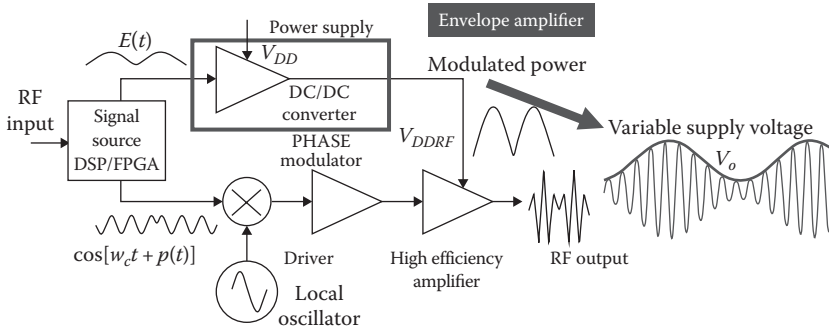 Power supply
Envelope amplifier
E(t)
V_DD
Modulated power
RF
input
Signal
source
DSP/FPGA
DC/DC
converter
V_DDRF
Variable supply voltage
V_o
PHASE
modulator
cos[w_c t + p(t)]
Driver
High efficiency
amplifier
RF output
Local
oscillator